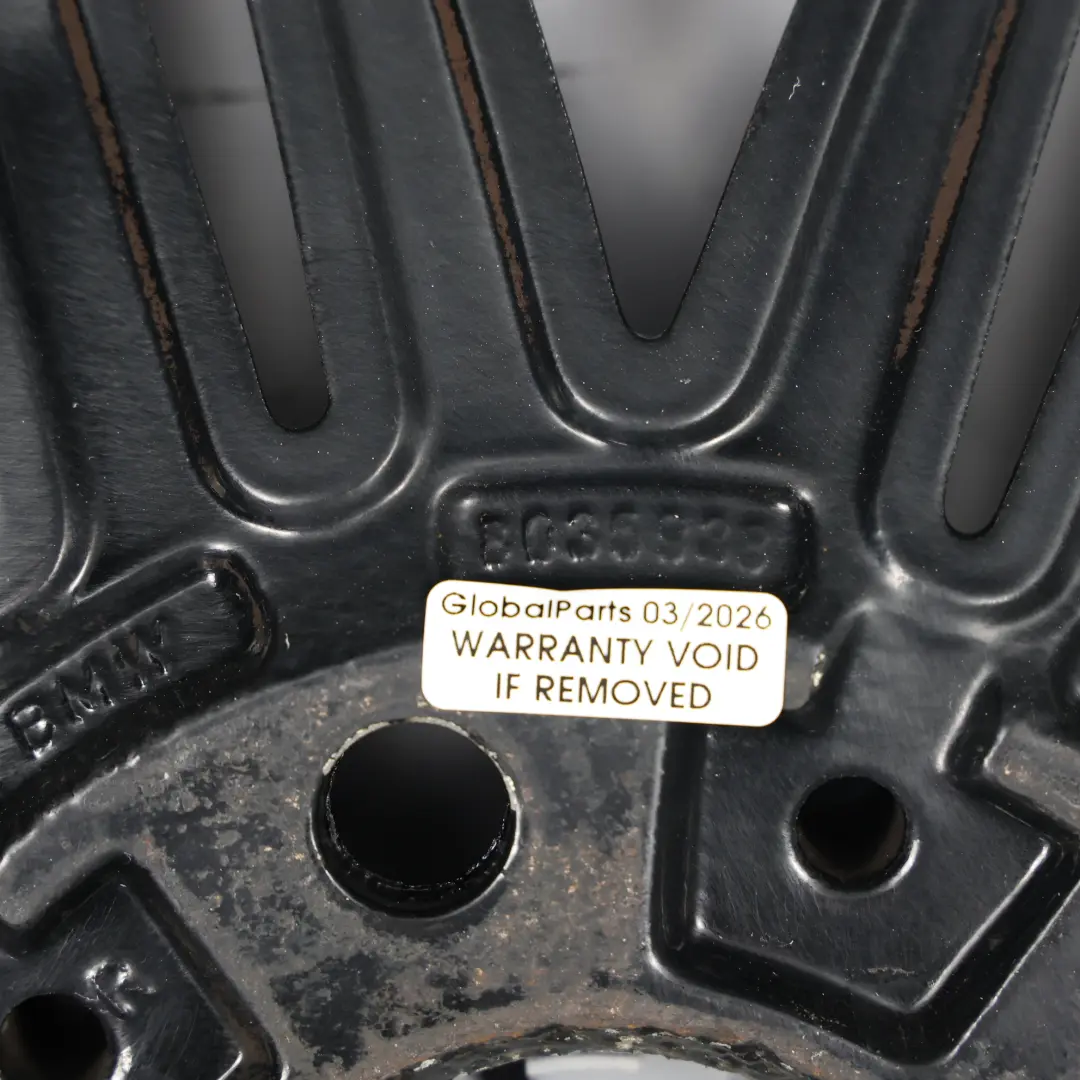 GlobalParts 03/2026
WARRANTY VOID
IF REMOVED
BMW
R